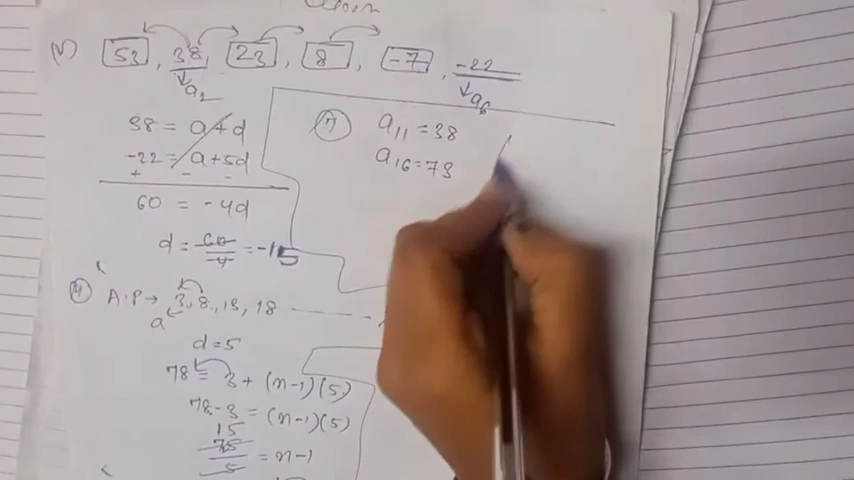 (v) 53, 38, 23, 8, -7, -22
↓a2 ↓a6
38 = a+d
-22 = a+5d
+ - -
60 = -4d
d = 60/-4 = -15
(7) a11 = 38
a16 = 73
(4) A.P → 3, 8, 13, 18 - - - -
a
d = 5
78 = 3 + (n-1)(5)
78-3 = (n-1)(5)
15
75/5 = n-1